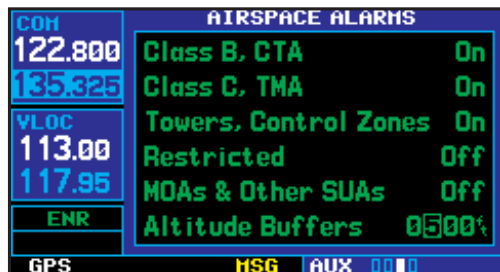 COM
122.800
135.325
VLOC
113.00
117.95
ENR
AIRSPACE ALARMS
Class B, CTA On
Class C, TMA On
Towers, Control Zones On
Restricted Off
MOAs & Other SUAs Off
Altitude Buffers 0500ft
GPS MSG AUX